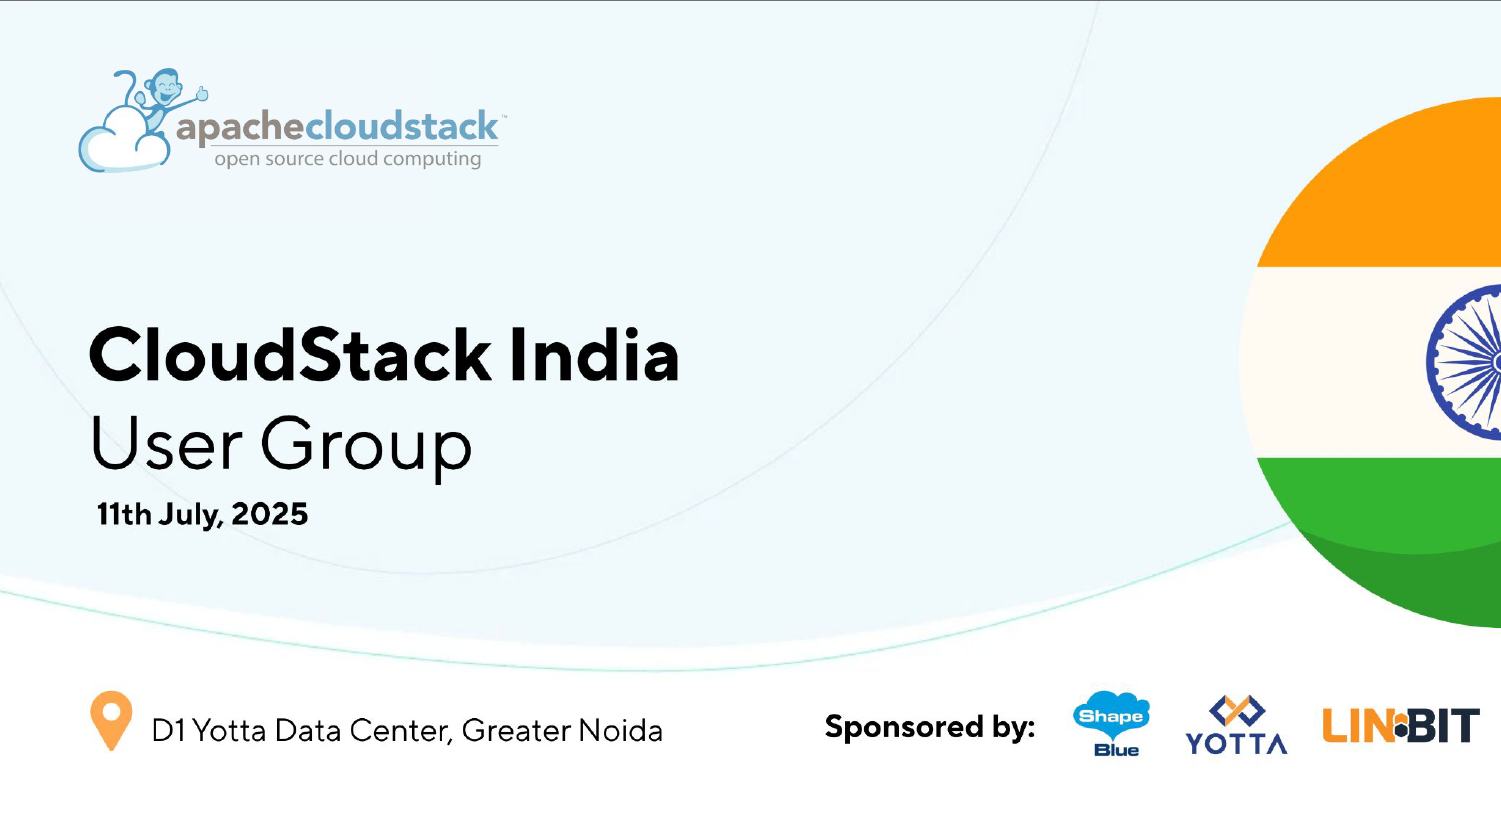 apachecloudstack™
open source cloud computing
CloudStack India
User Group
11th July, 2025
D1 Yotta Data Center, Greater Noida
Sponsored by:
Shape
Blue
YOTTA
LINBIT